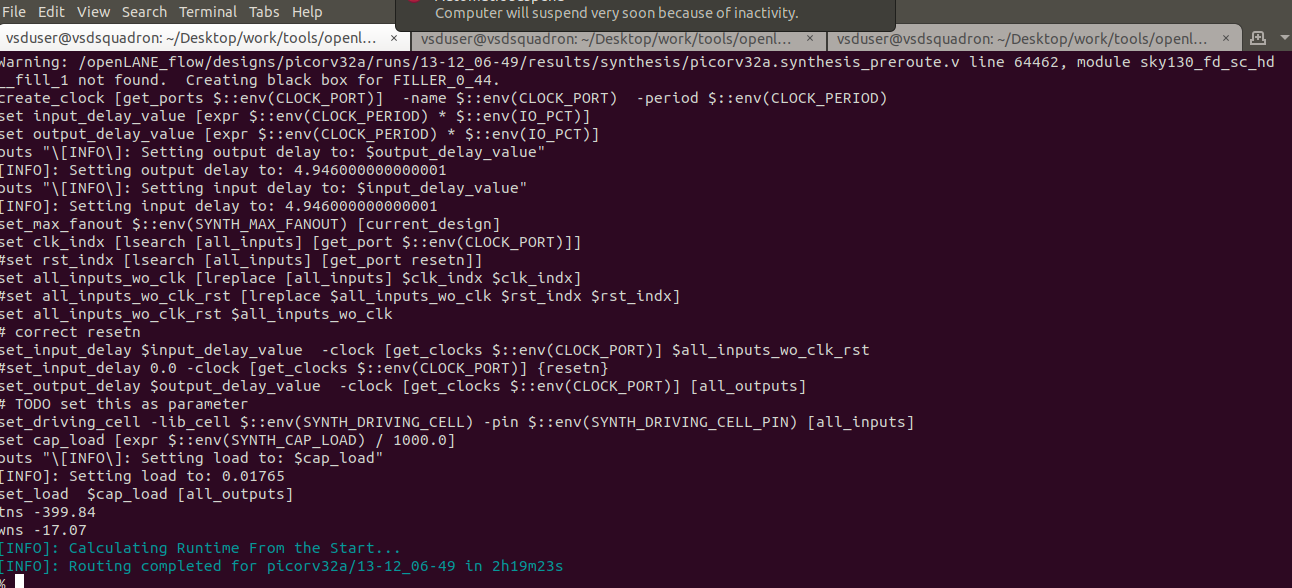 File Edit View Search Terminal Tabs Help
Computer will suspend very soon because of inactivity.
vsduser@vsdsquadron: ~/Desktop/work/tools/openl... × vsduser@vsdsquadron: ~/Desktop/work/tools/openl... × vsduser@vsdsquadron: ~/Desktop/work/tools/openl... ×
Warning: /openLANE_flow/designs/picorv32a/runs/13-12_06-49/results/synthesis/picorv32a.synthesis_preroute.v line 64462, module sky130_fd_sc_hd
__fill_1 not found.  Creating black box for FILLER_0_44.
create_clock [get_ports $::env(CLOCK_PORT)]  -name $::env(CLOCK_PORT)  -period $::env(CLOCK_PERIOD)
set input_delay_value [expr $::env(CLOCK_PERIOD) * $::env(IO_PCT)]
set output_delay_value [expr $::env(CLOCK_PERIOD) * $::env(IO_PCT)]
puts "\[INFO\]: Setting output delay to: $output_delay_value"
[INFO]: Setting output delay to: 4.946000000000001
puts "\[INFO\]: Setting input delay to: $input_delay_value"
[INFO]: Setting input delay to: 4.946000000000001
set_max_fanout $::env(SYNTH_MAX_FANOUT) [current_design]
set clk_indx [lsearch [all_inputs] [get_port $::env(CLOCK_PORT)]]
#set rst_indx [lsearch [all_inputs] [get_port resetn]]
set all_inputs_wo_clk [lreplace [all_inputs] $clk_indx $clk_indx]
#set all_inputs_wo_clk_rst [lreplace $all_inputs_wo_clk $rst_indx $rst_indx]
set all_inputs_wo_clk_rst $all_inputs_wo_clk
# correct resetn
set_input_delay $input_delay_value  -clock [get_clocks $::env(CLOCK_PORT)] $all_inputs_wo_clk_rst
#set_input_delay 0.0 -clock [get_clocks $::env(CLOCK_PORT)] {resetn}
set_output_delay $output_delay_value  -clock [get_clocks $::env(CLOCK_PORT)] [all_outputs]
# TODO set this as parameter
set_driving_cell -lib_cell $::env(SYNTH_DRIVING_CELL) -pin $::env(SYNTH_DRIVING_CELL_PIN) [all_inputs]
set cap_load [expr $::env(SYNTH_CAP_LOAD) / 1000.0]
puts "\[INFO\]: Setting load to: $cap_load"
[INFO]: Setting load to: 0.01765
set_load  $cap_load [all_outputs]
tns -399.84
wns -17.07
[INFO]: Calculating Runtime From the Start...
[INFO]: Routing completed for picorv32a/13-12_06-49 in 2h19m23s
%